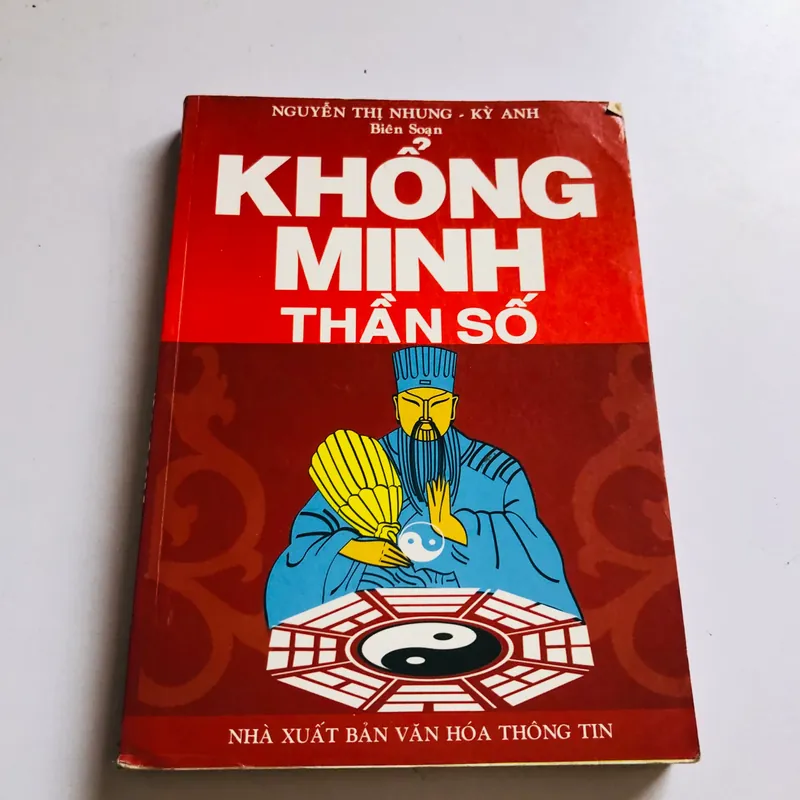 NGUYỄN THỊ NHUNG - KỲ ANH
Biên Soạn
KHỔNG
MINH
THẦN SỐ
NHÀ XUẤT BẢN VĂN HÓA THÔNG TIN